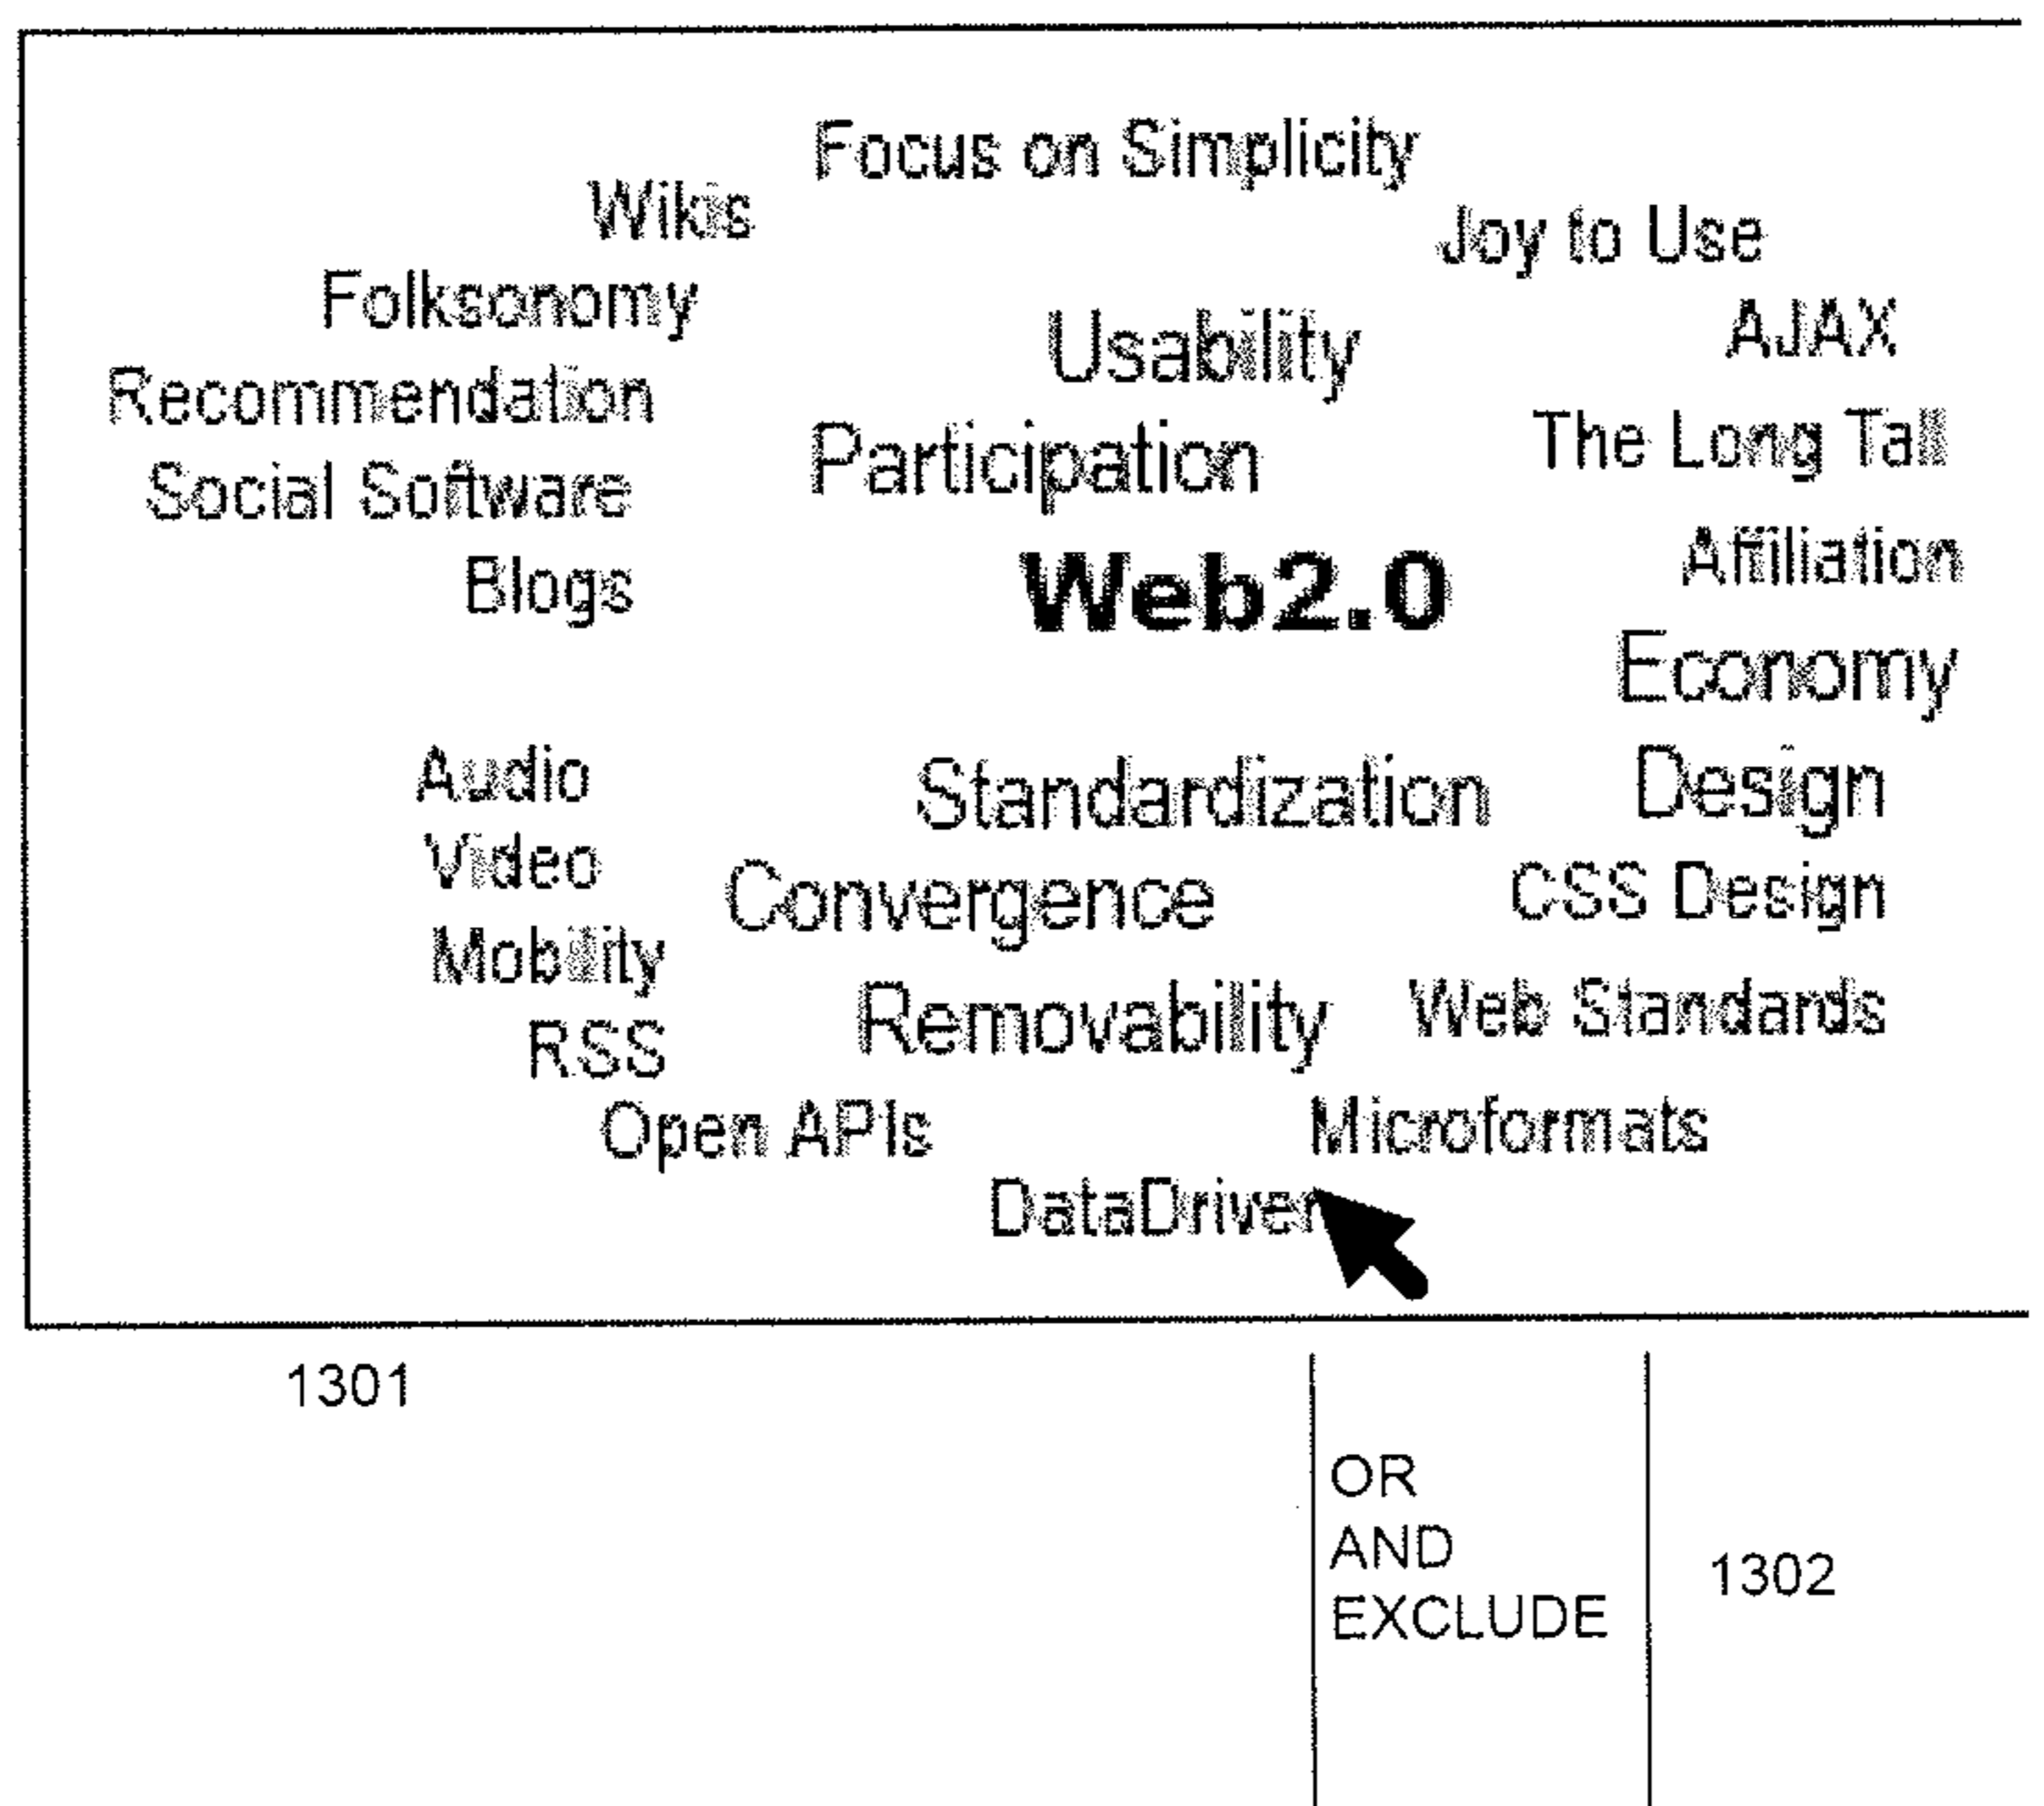 Focus on Simplicity
Wikis
Joy to Use
Folksonomy
Usability
AJAX
Recommendation
Participation
The Long Tall
Social Software
Affiliation
Blogs
Web2.0
Economy
Audio
Standardization
Design
Video
Convergence
CSS Design
Mobility
Removability
Web Standards
RSS
Open APIs
Microformats
DataDriver
1301
OR
AND
EXCLUDE
1302